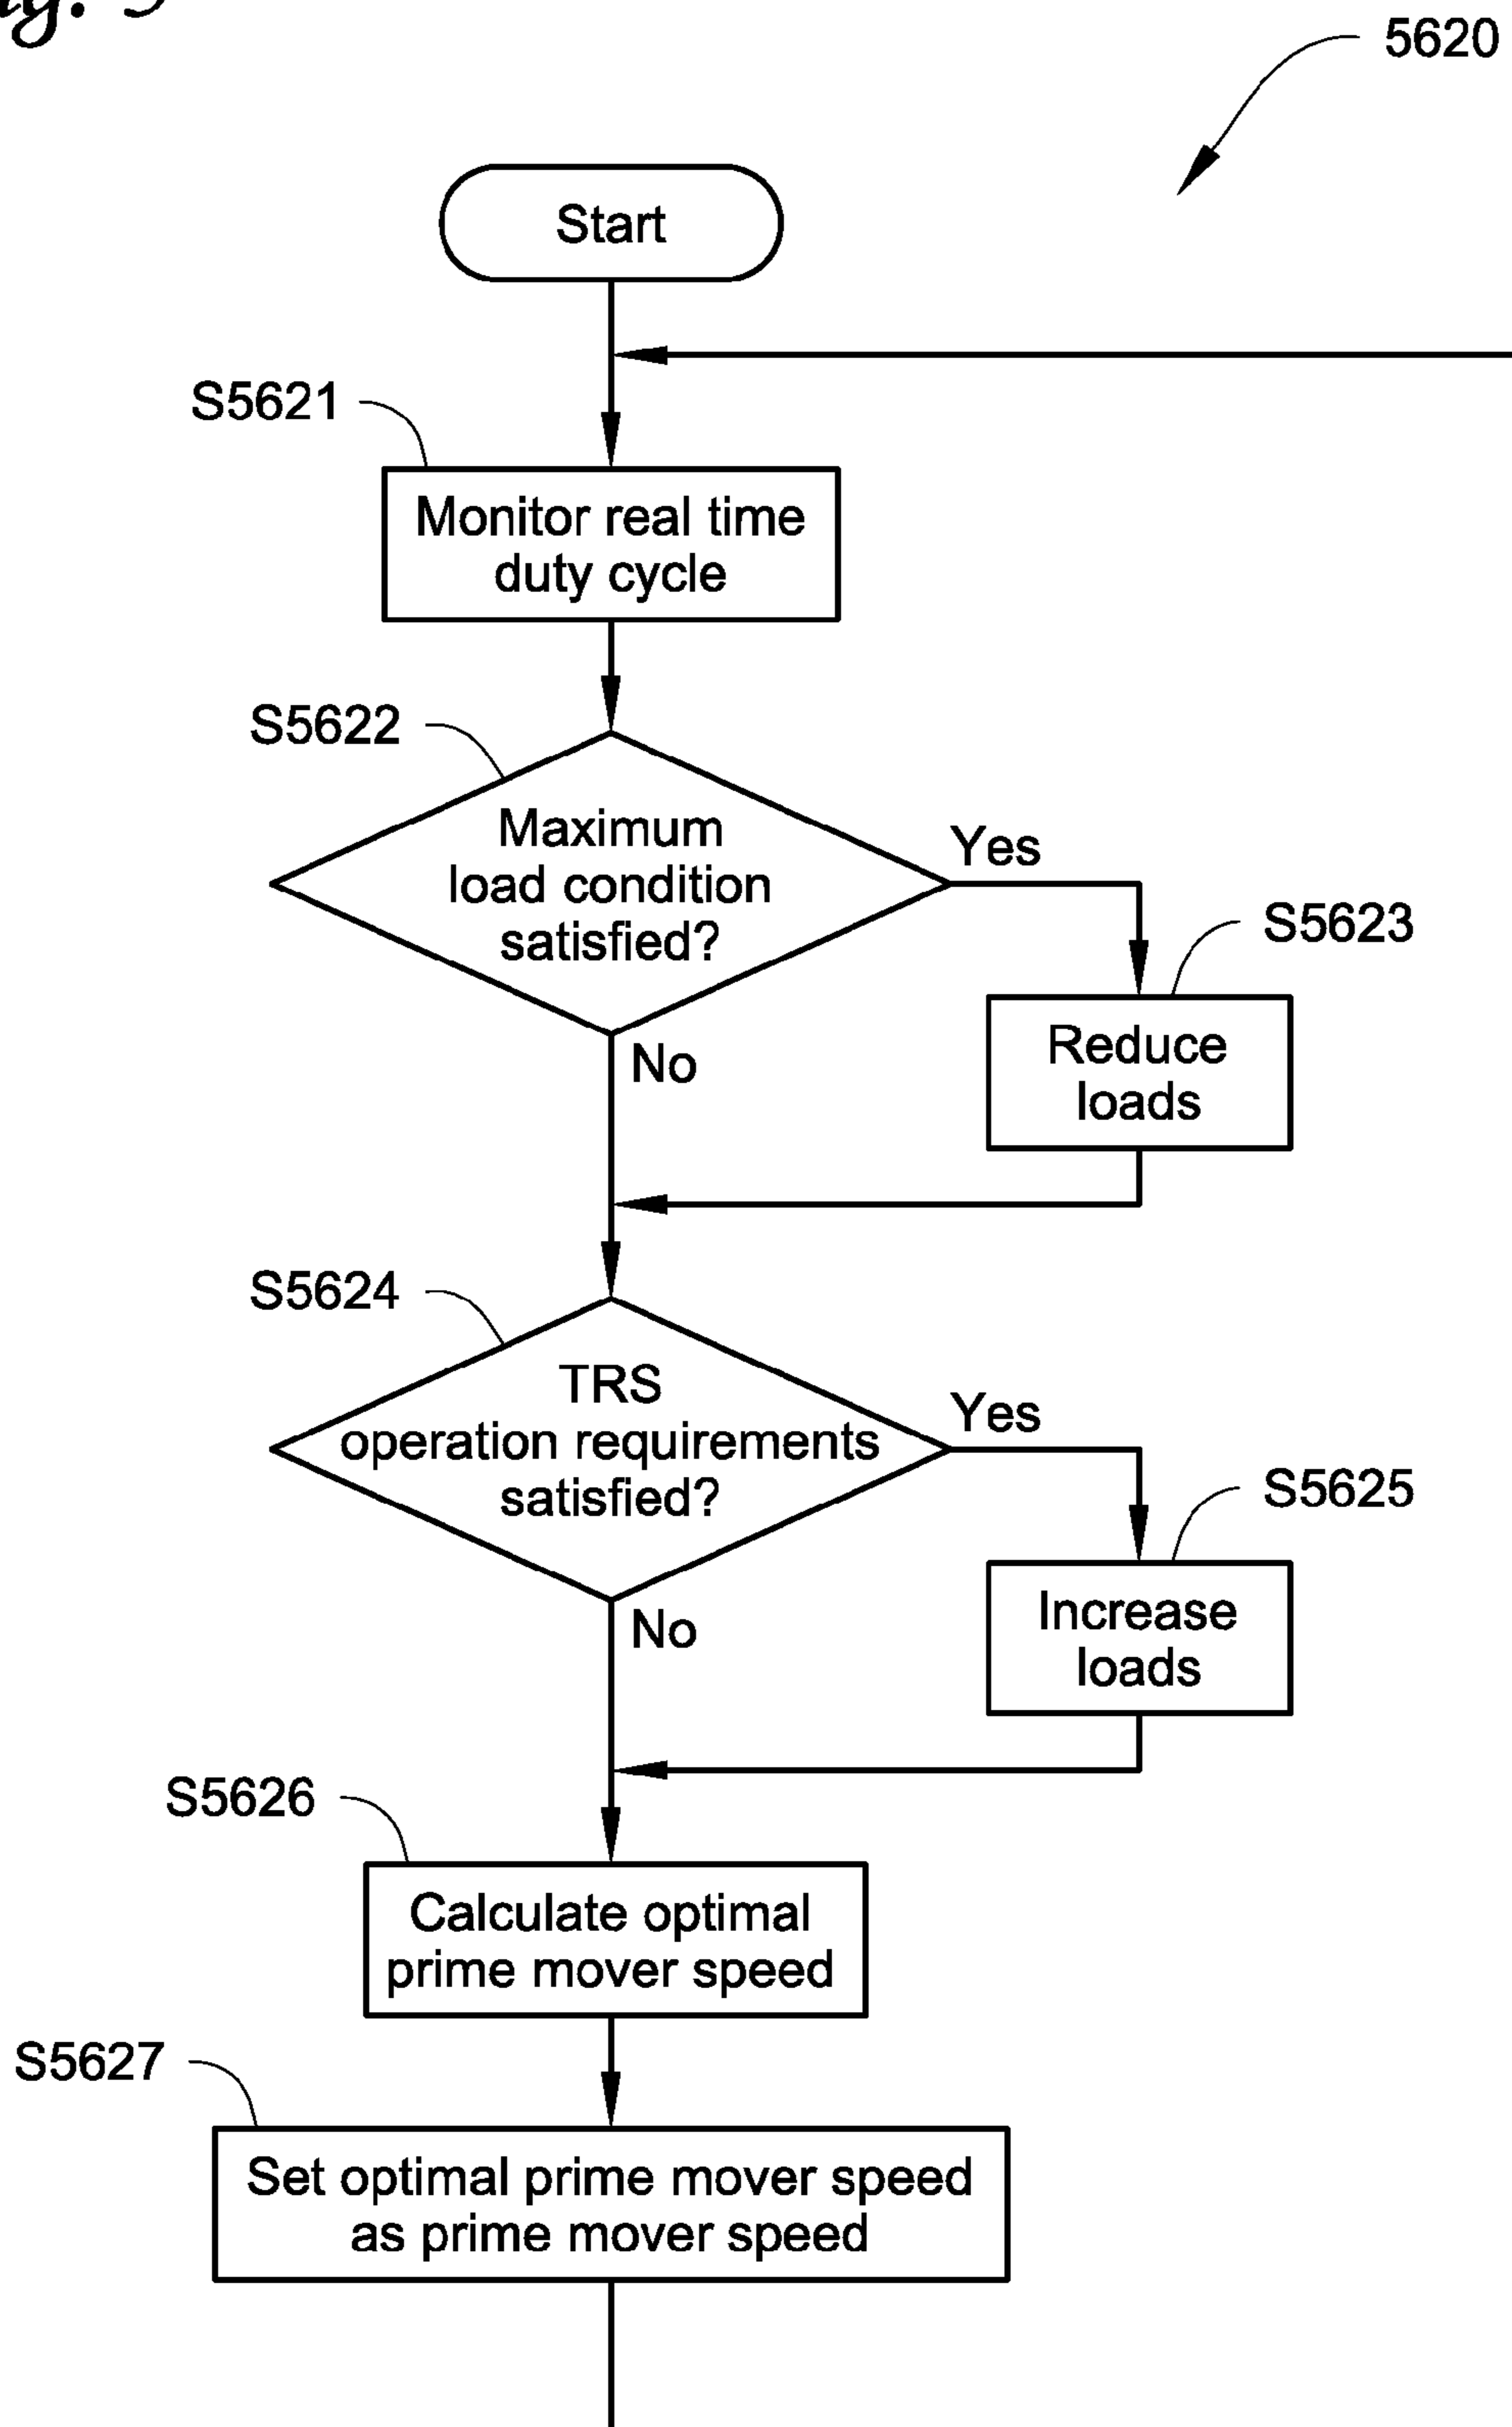 5620
Start
S5621
Monitor real time
duty cycle
S5622
Maximum
load condition
satisfied?
Yes
S5623
Reduce
loads
No
S5624
TRS
operation requirements
satisfied?
Yes
S5625
Increase
loads
No
S5626
Calculate optimal
prime mover speed
S5627
Set optimal prime mover speed
as prime mover speed